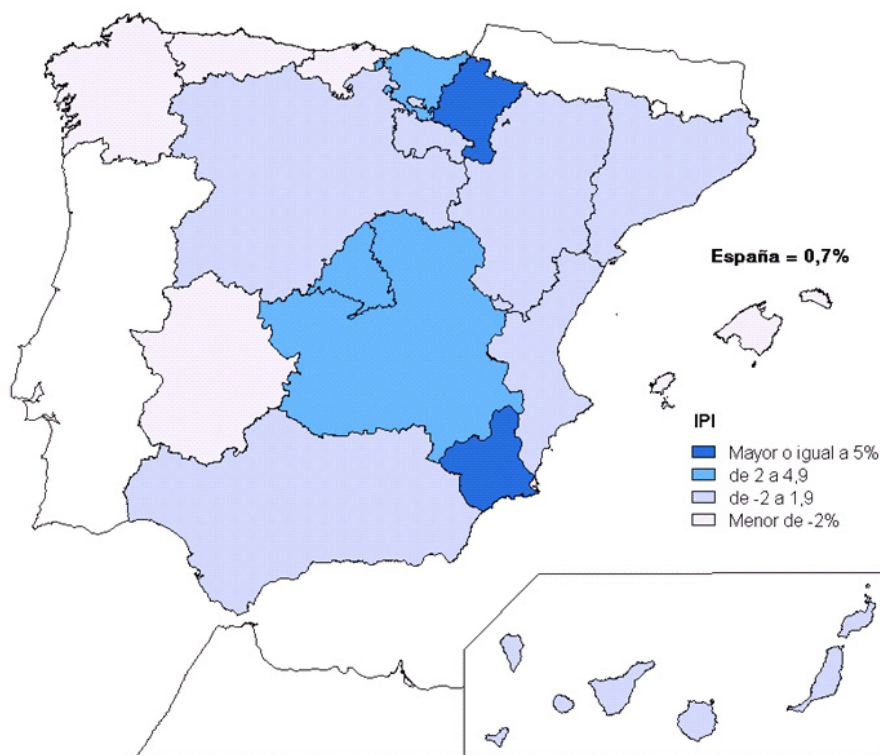 España = 0,7%
IPI
Mayor o igual a 5%
de 2 a 4,9
de -2 a 1,9
Menor de -2%